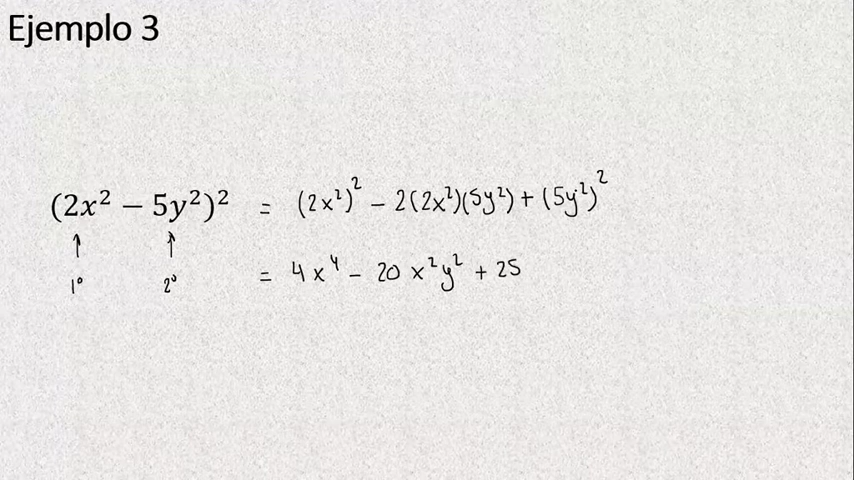 Ejemplo 3
(2x² − 5y²)² = (2x²)² − 2(2x²)(5y²) + (5y²)²
↑ ↑
1° 2° = 4x⁴ − 20x²y² + 25